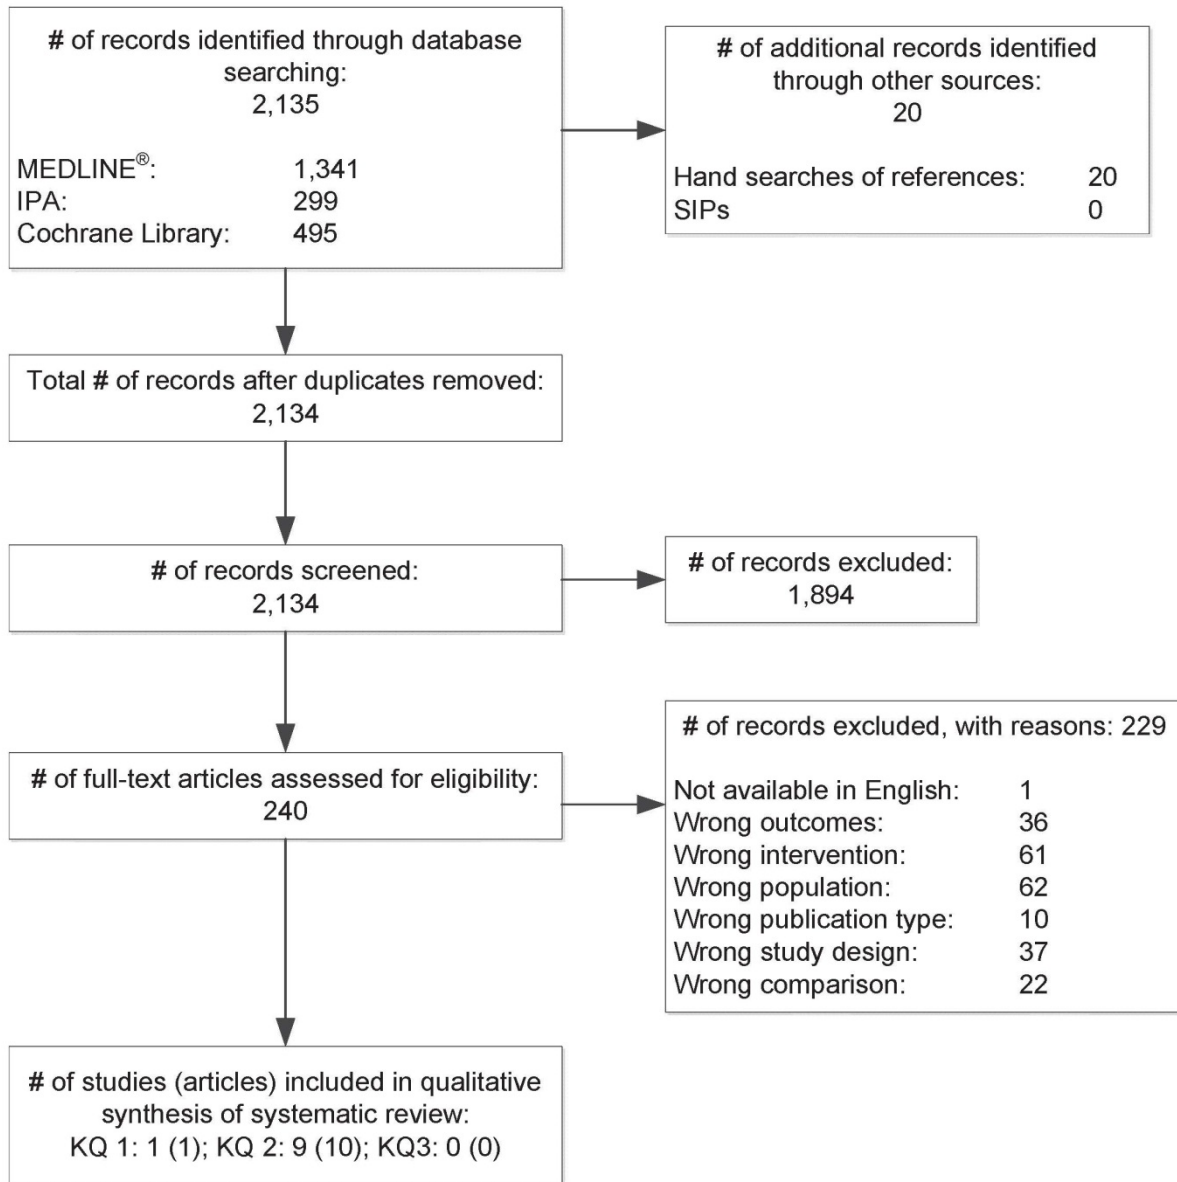 # of records identified through database
searching:
2,135
MEDLINE®: 1,341
IPA: 299
Cochrane Library: 495
# of additional records identified
through other sources:
20
Hand searches of references: 20
SIPs 0
Total # of records after duplicates removed:
2,134
# of records screened:
2,134
# of records excluded:
1,894
# of full-text articles assessed for eligibility:
240
# of records excluded, with reasons: 229
Not available in English: 1
Wrong outcomes: 36
Wrong intervention: 61
Wrong population: 62
Wrong publication type: 10
Wrong study design: 37
Wrong comparison: 22
# of studies (articles) included in qualitative
synthesis of systematic review:
KQ 1: 1 (1); KQ 2: 9 (10); KQ3: 0 (0)